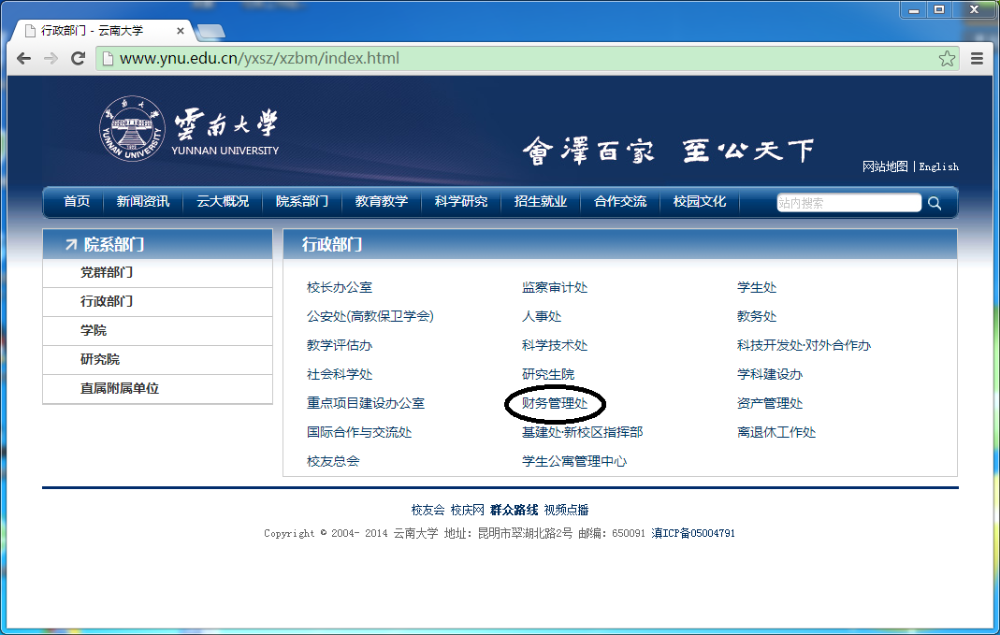 行政部门 - 云南大学
www.ynu.edu.cn/yxsz/xzbm/index.html
雲南大學
YUNNAN UNIVERSITY
會澤百家 至公天下
网站地图 | English
首页 新闻资讯 云大概况 院系部门 教育教学 科学研究 招生就业 合作交流 校园文化 站内搜索
院系部门
党群部门
行政部门
学院
研究院
直属附属单位
行政部门
校长办公室 监察审计处 学生处
公安处(高教保卫学会) 人事处 教务处
教学评估办 科学技术处 科技开发处·对外合作办
社会科学处 研究生院 学科建设办
重点项目建设办公室 财务管理处 资产管理处
国际合作与交流处 基建处·新校区指挥部 离退休工作处
校友总会 学生公寓管理中心
校友会 校庆网 群众路线 视频点播
Copyright © 2004- 2014 云南大学 地址：昆明市翠湖北路2号 邮编：650091 滇ICP备05004791